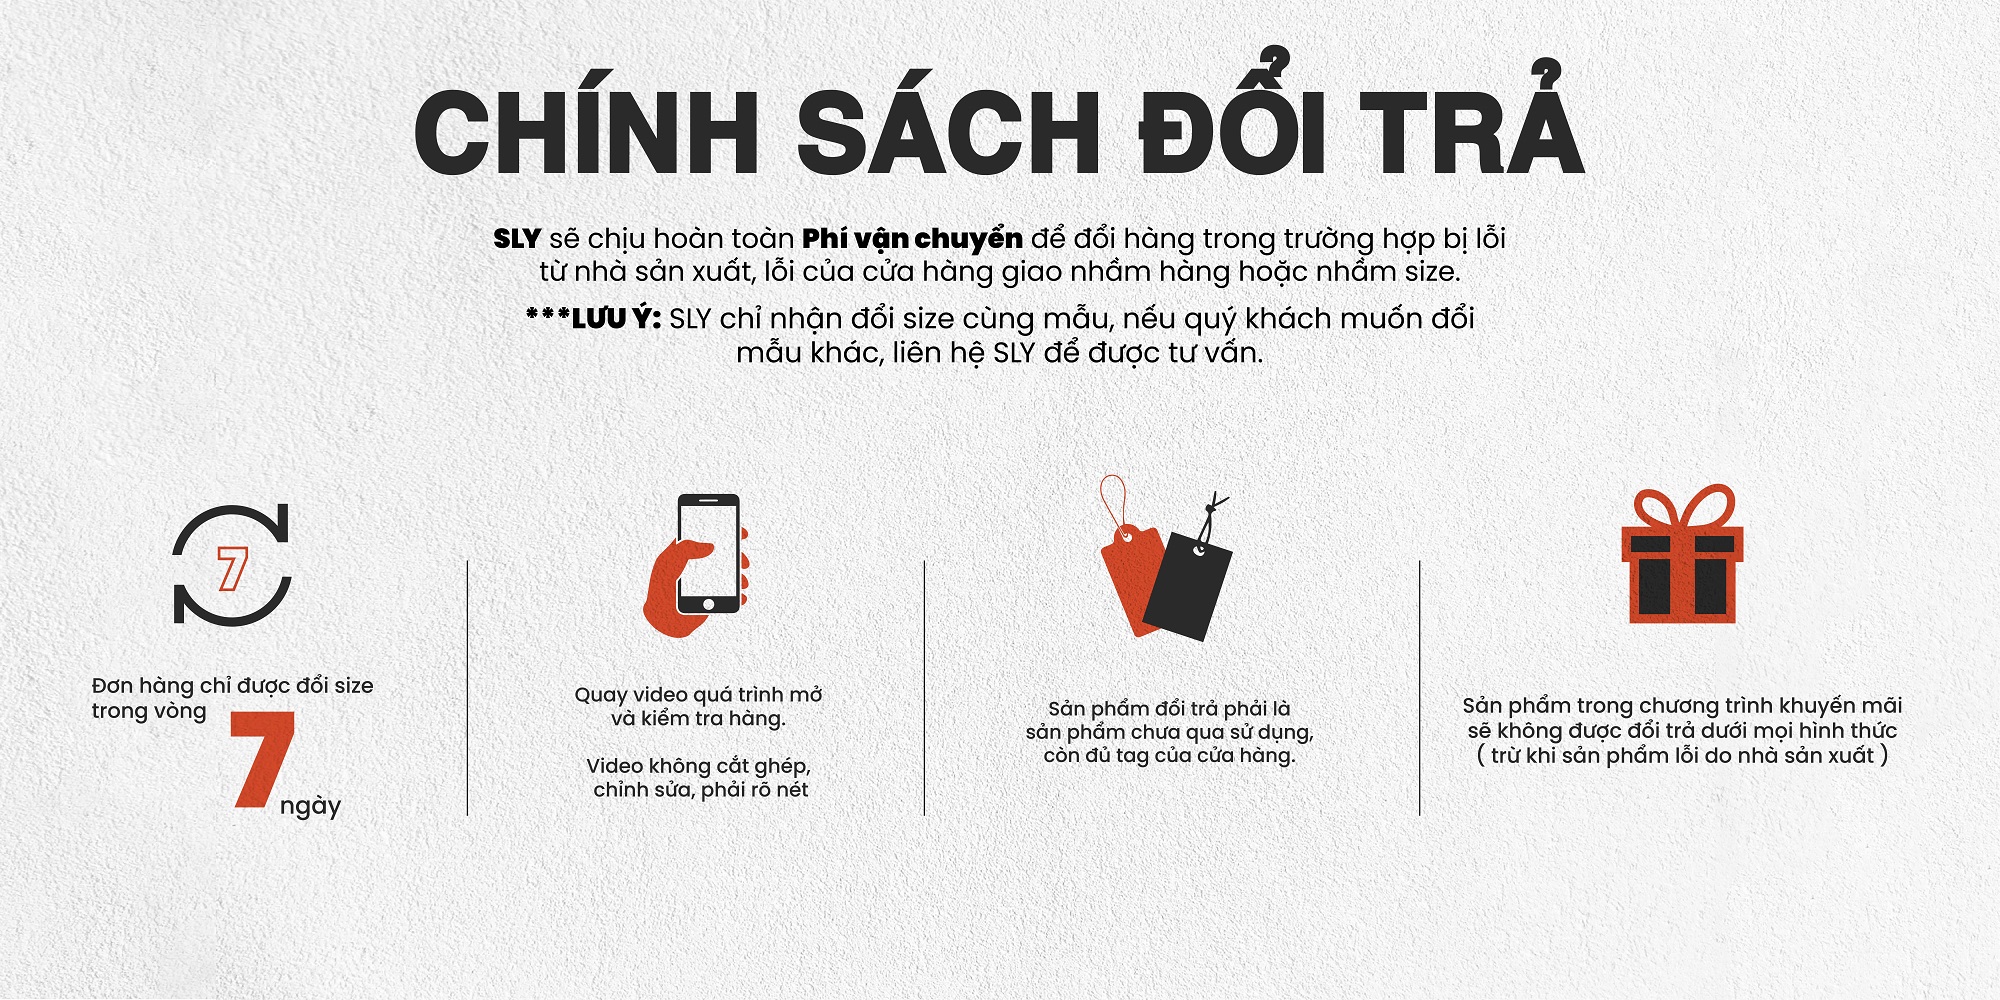 CHÍNH SÁCH ĐỔI TRẢ
SLY sẽ chịu hoàn toàn Phí vận chuyển để đổi hàng trong trường hợp bị lỗi
từ nhà sản xuất, lỗi của cửa hàng giao nhầm hàng hoặc nhầm size.
***LƯU Ý: SLY chỉ nhận đổi size cùng mẫu, nếu quý khách muốn đổi
mẫu khác, liên hệ SLY để được tư vấn.
7
Đơn hàng chỉ được đổi size
trong vòng
7
ngày
Quay video quá trình mở
và kiểm tra hàng.
Video không cắt ghép,
chỉnh sửa, phải rõ nét
Sản phẩm đổi trả phải là
sản phẩm chưa qua sử dụng,
còn đủ tag của cửa hàng.
Sản phẩm trong chương trình khuyến mãi
sẽ không được đổi trả dưới mọi hình thức
( trừ khi sản phẩm lỗi do nhà sản xuất )